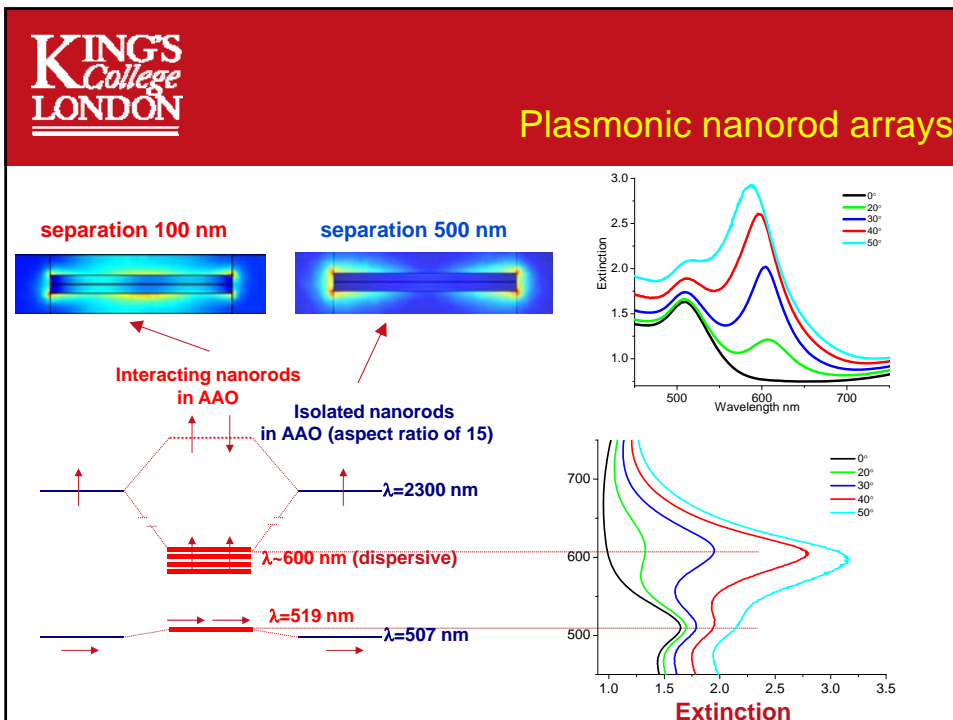 KING'S
College
LONDON
Plasmonic nanorod arrays
separation 100 nm
separation 500 nm
Interacting nanorods
in AAO
Isolated nanorods
in AAO (aspect ratio of 15)
λ=2300 nm
λ~600 nm (dispersive)
λ=519 nm
λ=507 nm
3.0
2.5
2.0
1.5
1.0
Extinction
500
600
700
Wavelength nm
0°
20°
30°
40°
50°
700
600
500
1.0
1.5
2.0
2.5
3.0
3.5
Extinction
0°
20°
30°
40°
50°